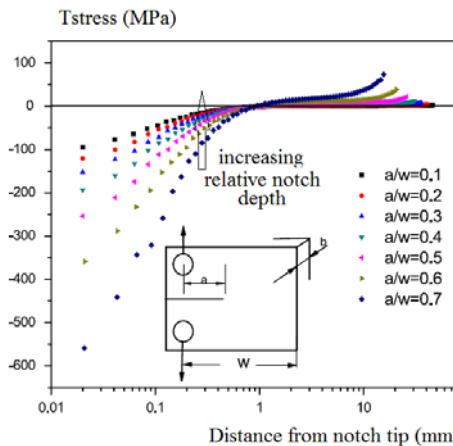 Tstress (MPa)
100
0
-100
-200
-300
-400
-500
-600
increasing
relative notch
depth
a/w=0.1
a/w=0.2
a/w=0.3
a/w=0.4
a/w=0.5
a/w=0.6
a/w=0.7
a
h
W
0.01
0.1
1
10
100
Distance from notch tip (mm